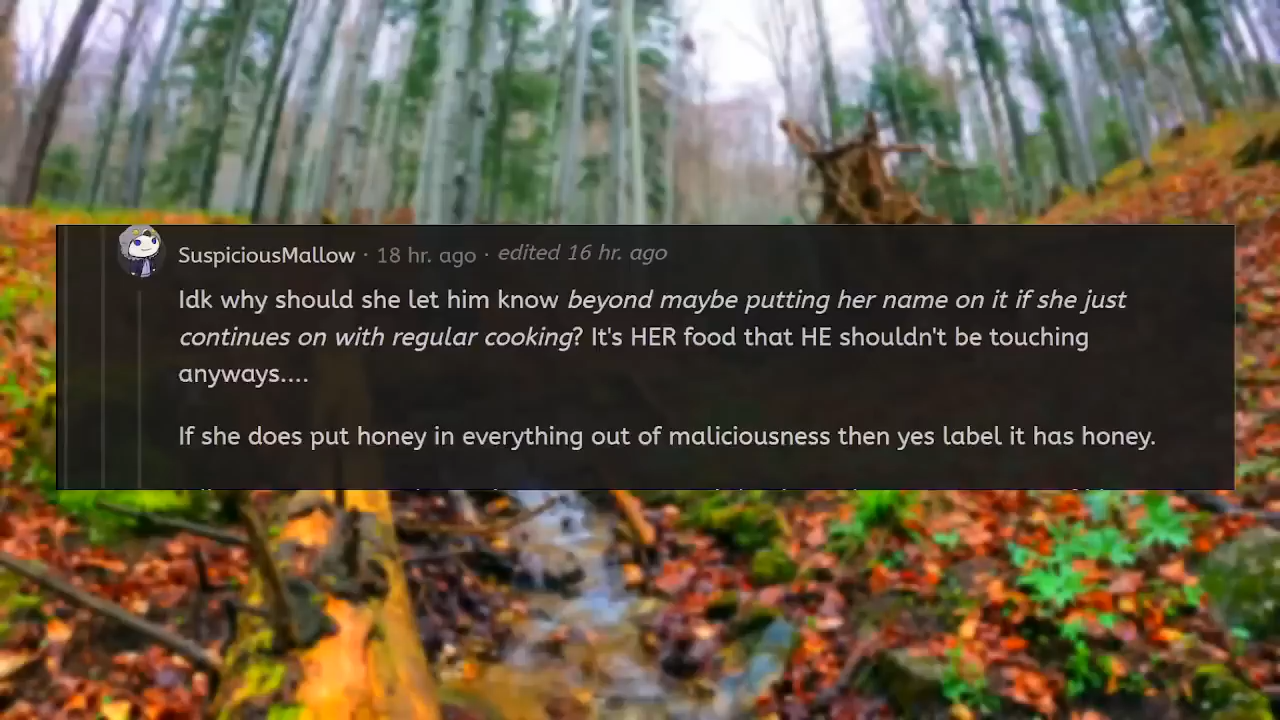 SuspiciousMallow · 18 hr. ago · edited 16 hr. ago
Idk why should she let him know beyond maybe putting her name on it if she just
continues on with regular cooking? It's HER food that HE shouldn't be touching
anyways....
If she does put honey in everything out of maliciousness then yes label it has honey.